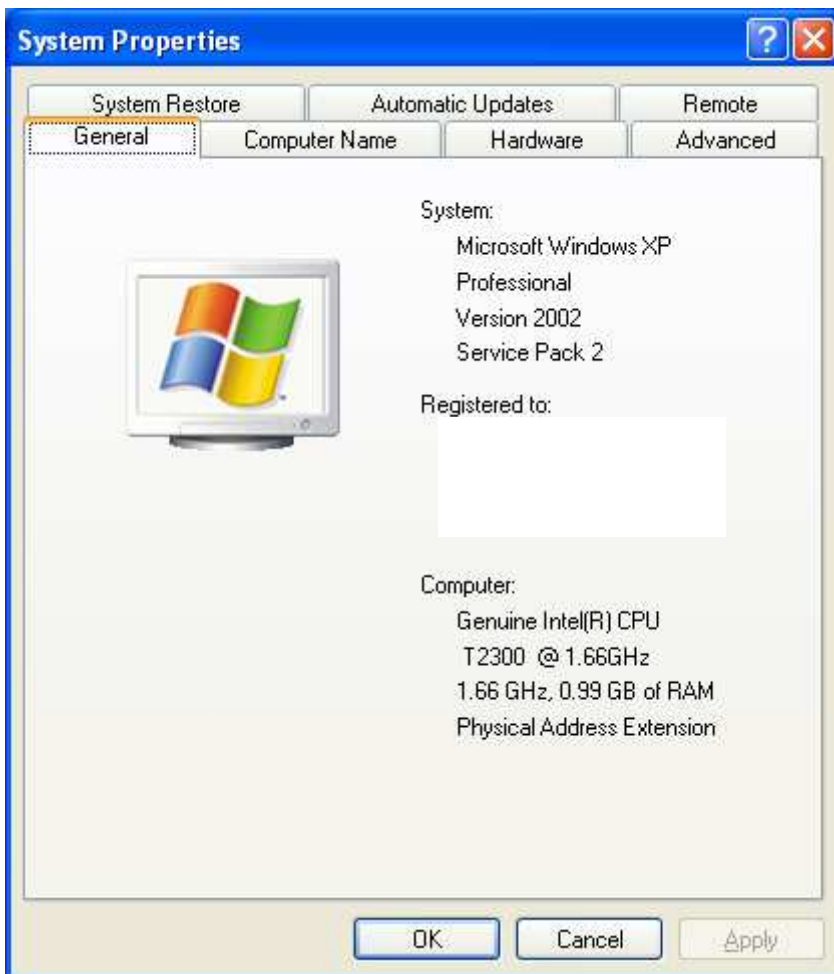 System Properties
System Restore
Automatic Updates
Remote
General
Computer Name
Hardware
Advanced
System:
Microsoft Windows XP
Professional
Version 2002
Service Pack 2
Registered to:
Computer:
Genuine Intel(R) CPU
T2300 @ 1.66GHz
1.66 GHz, 0.99 GB of RAM
Physical Address Extension
OK
Cancel
Apply